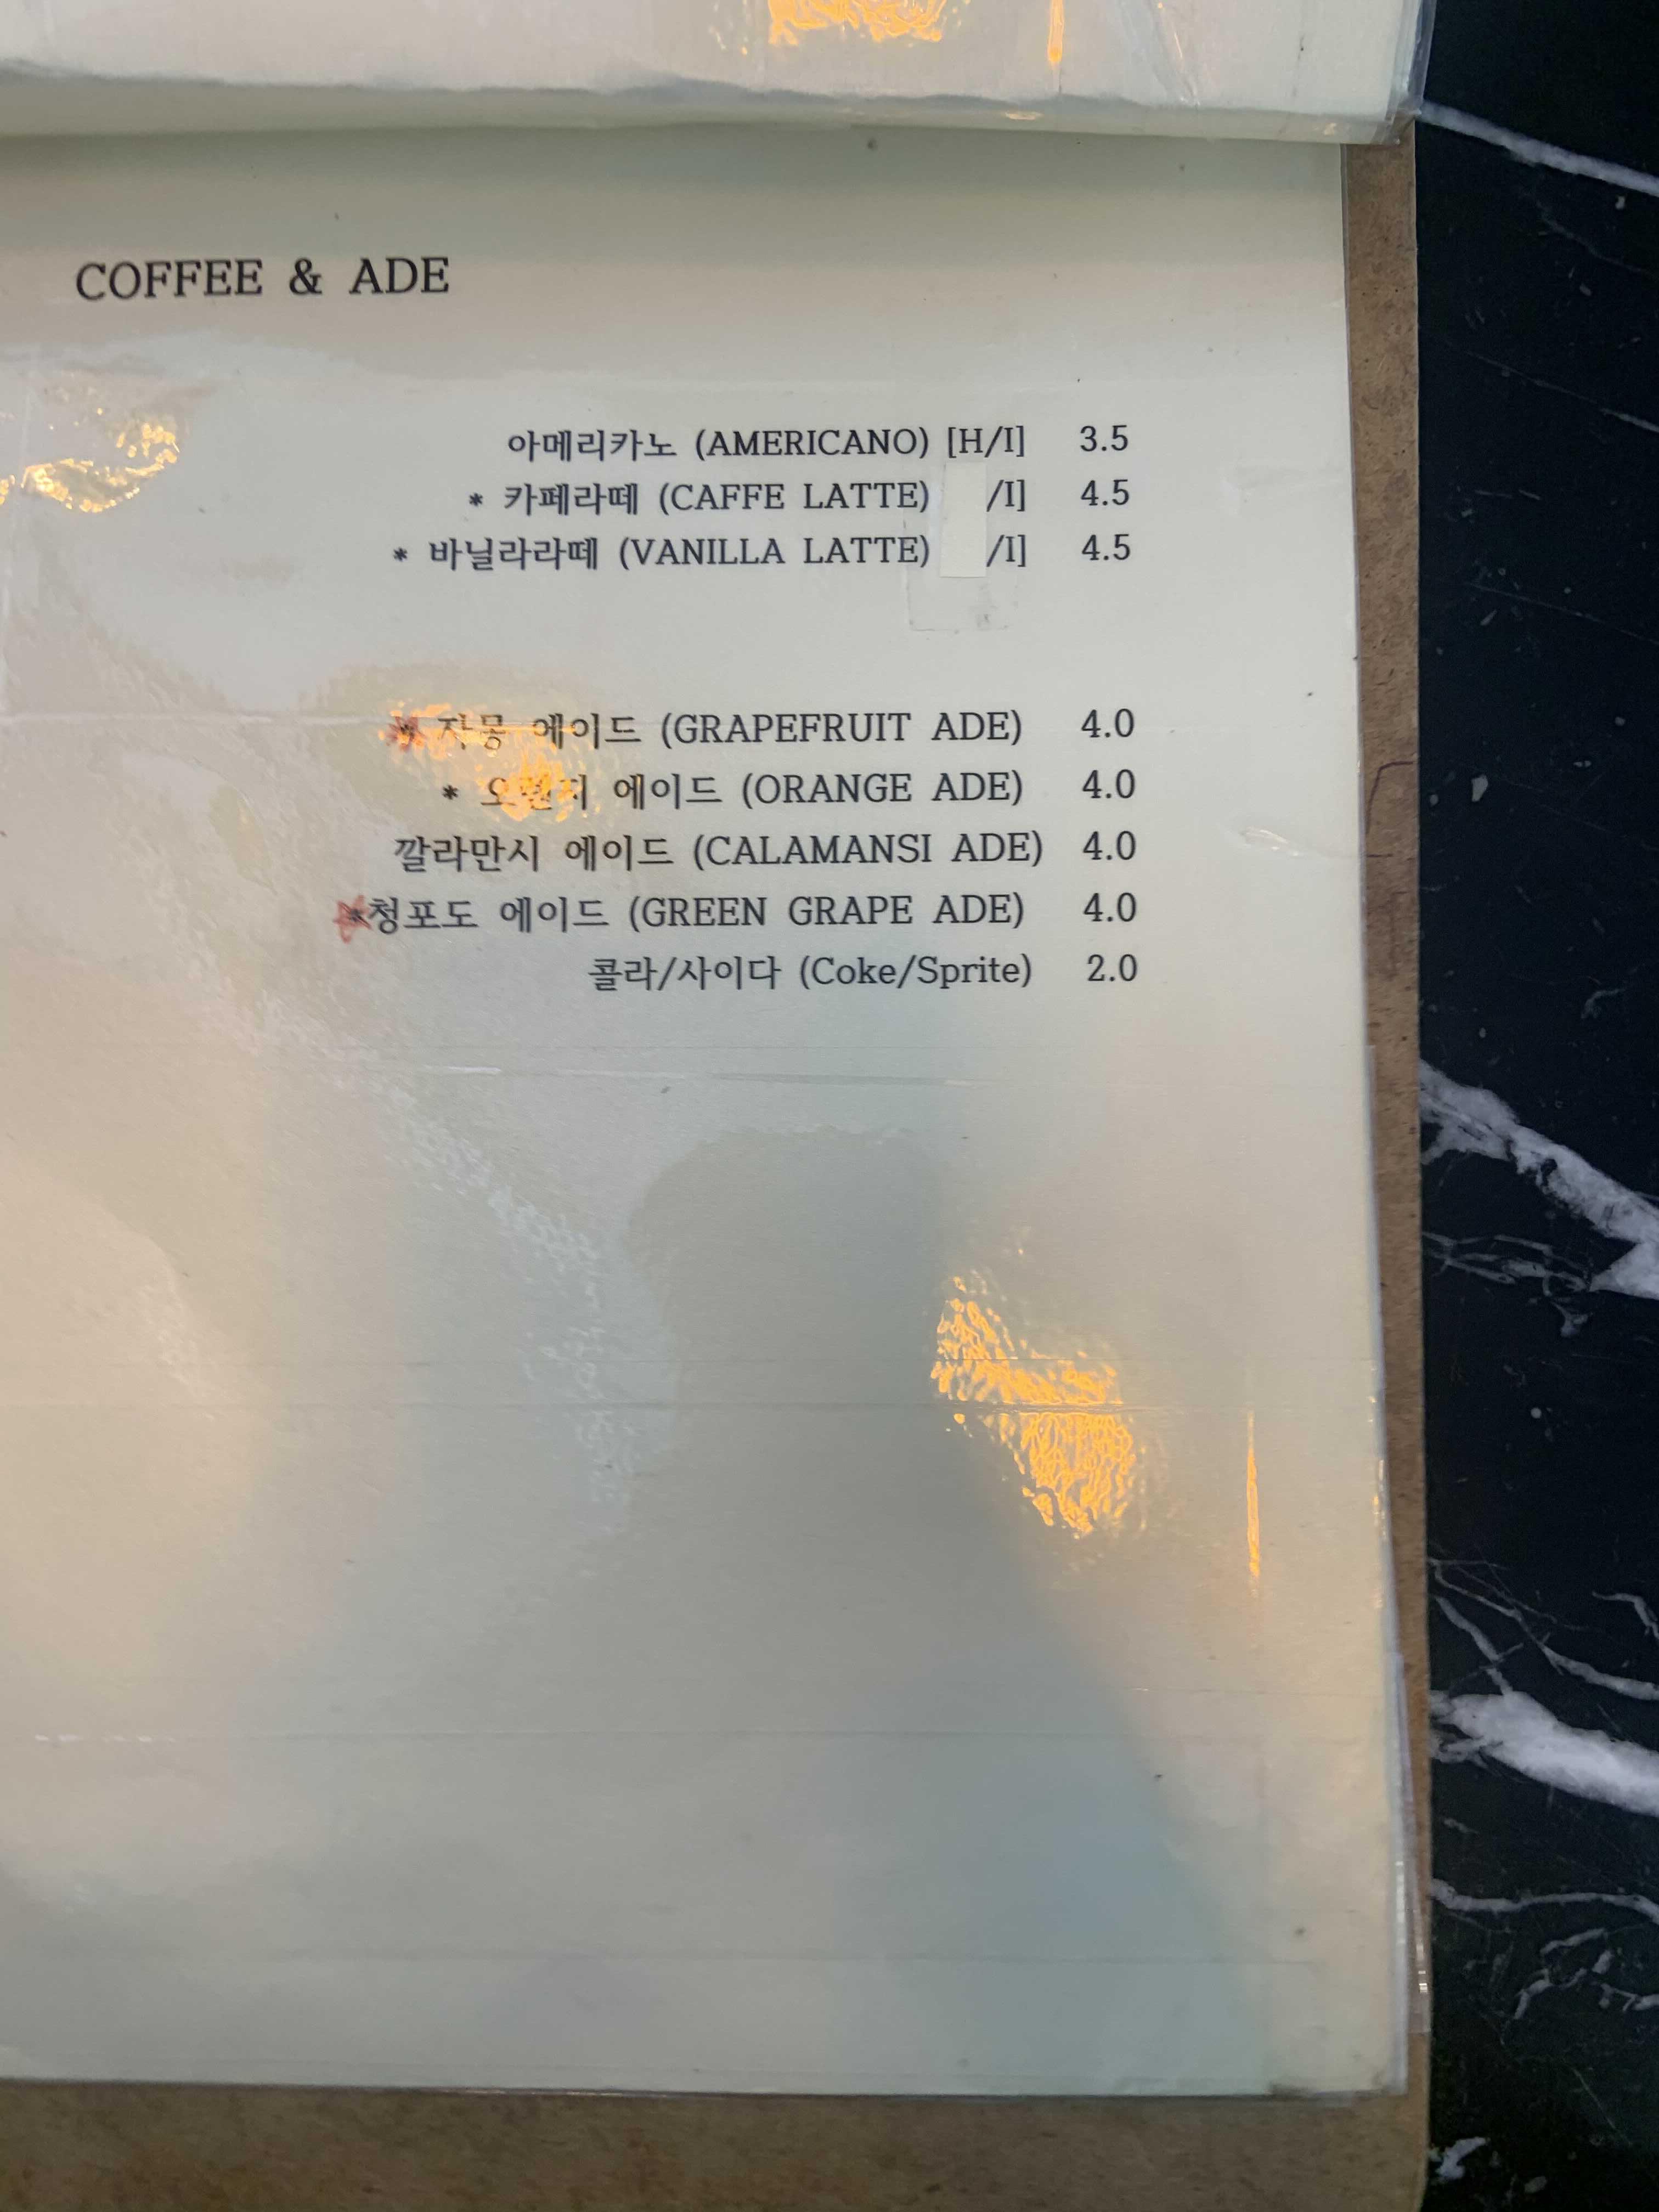 COFFEE & ADE
아메리카노 (AMERICANO) [H/I] 3.5
* 카페라떼 (CAFFE LATTE) /I] 4.5
* 바닐라라떼 (VANILLA LATTE) /I] 4.5
* 자몽 에이드 (GRAPEFRUIT ADE) 4.0
* 오렌지 에이드 (ORANGE ADE) 4.0
깔라만시 에이드 (CALAMANSI ADE) 4.0
*청포도 에이드 (GREEN GRAPE ADE) 4.0
콜라/사이다 (Coke/Sprite) 2.0